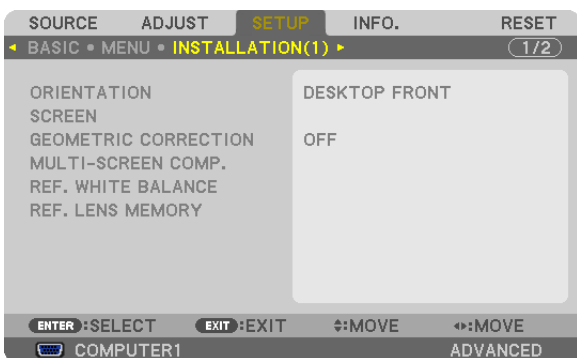 SOURCE ADJUST SETUP INFO. RESET
BASIC • MENU • INSTALLATION(1) 1/2
ORIENTATION DESKTOP FRONT
SCREEN
GEOMETRIC CORRECTION OFF
MULTI-SCREEN COMP.
REF. WHITE BALANCE
REF. LENS MEMORY
ENTER :SELECT EXIT :EXIT :MOVE :MOVE
COMPUTER1 ADVANCED